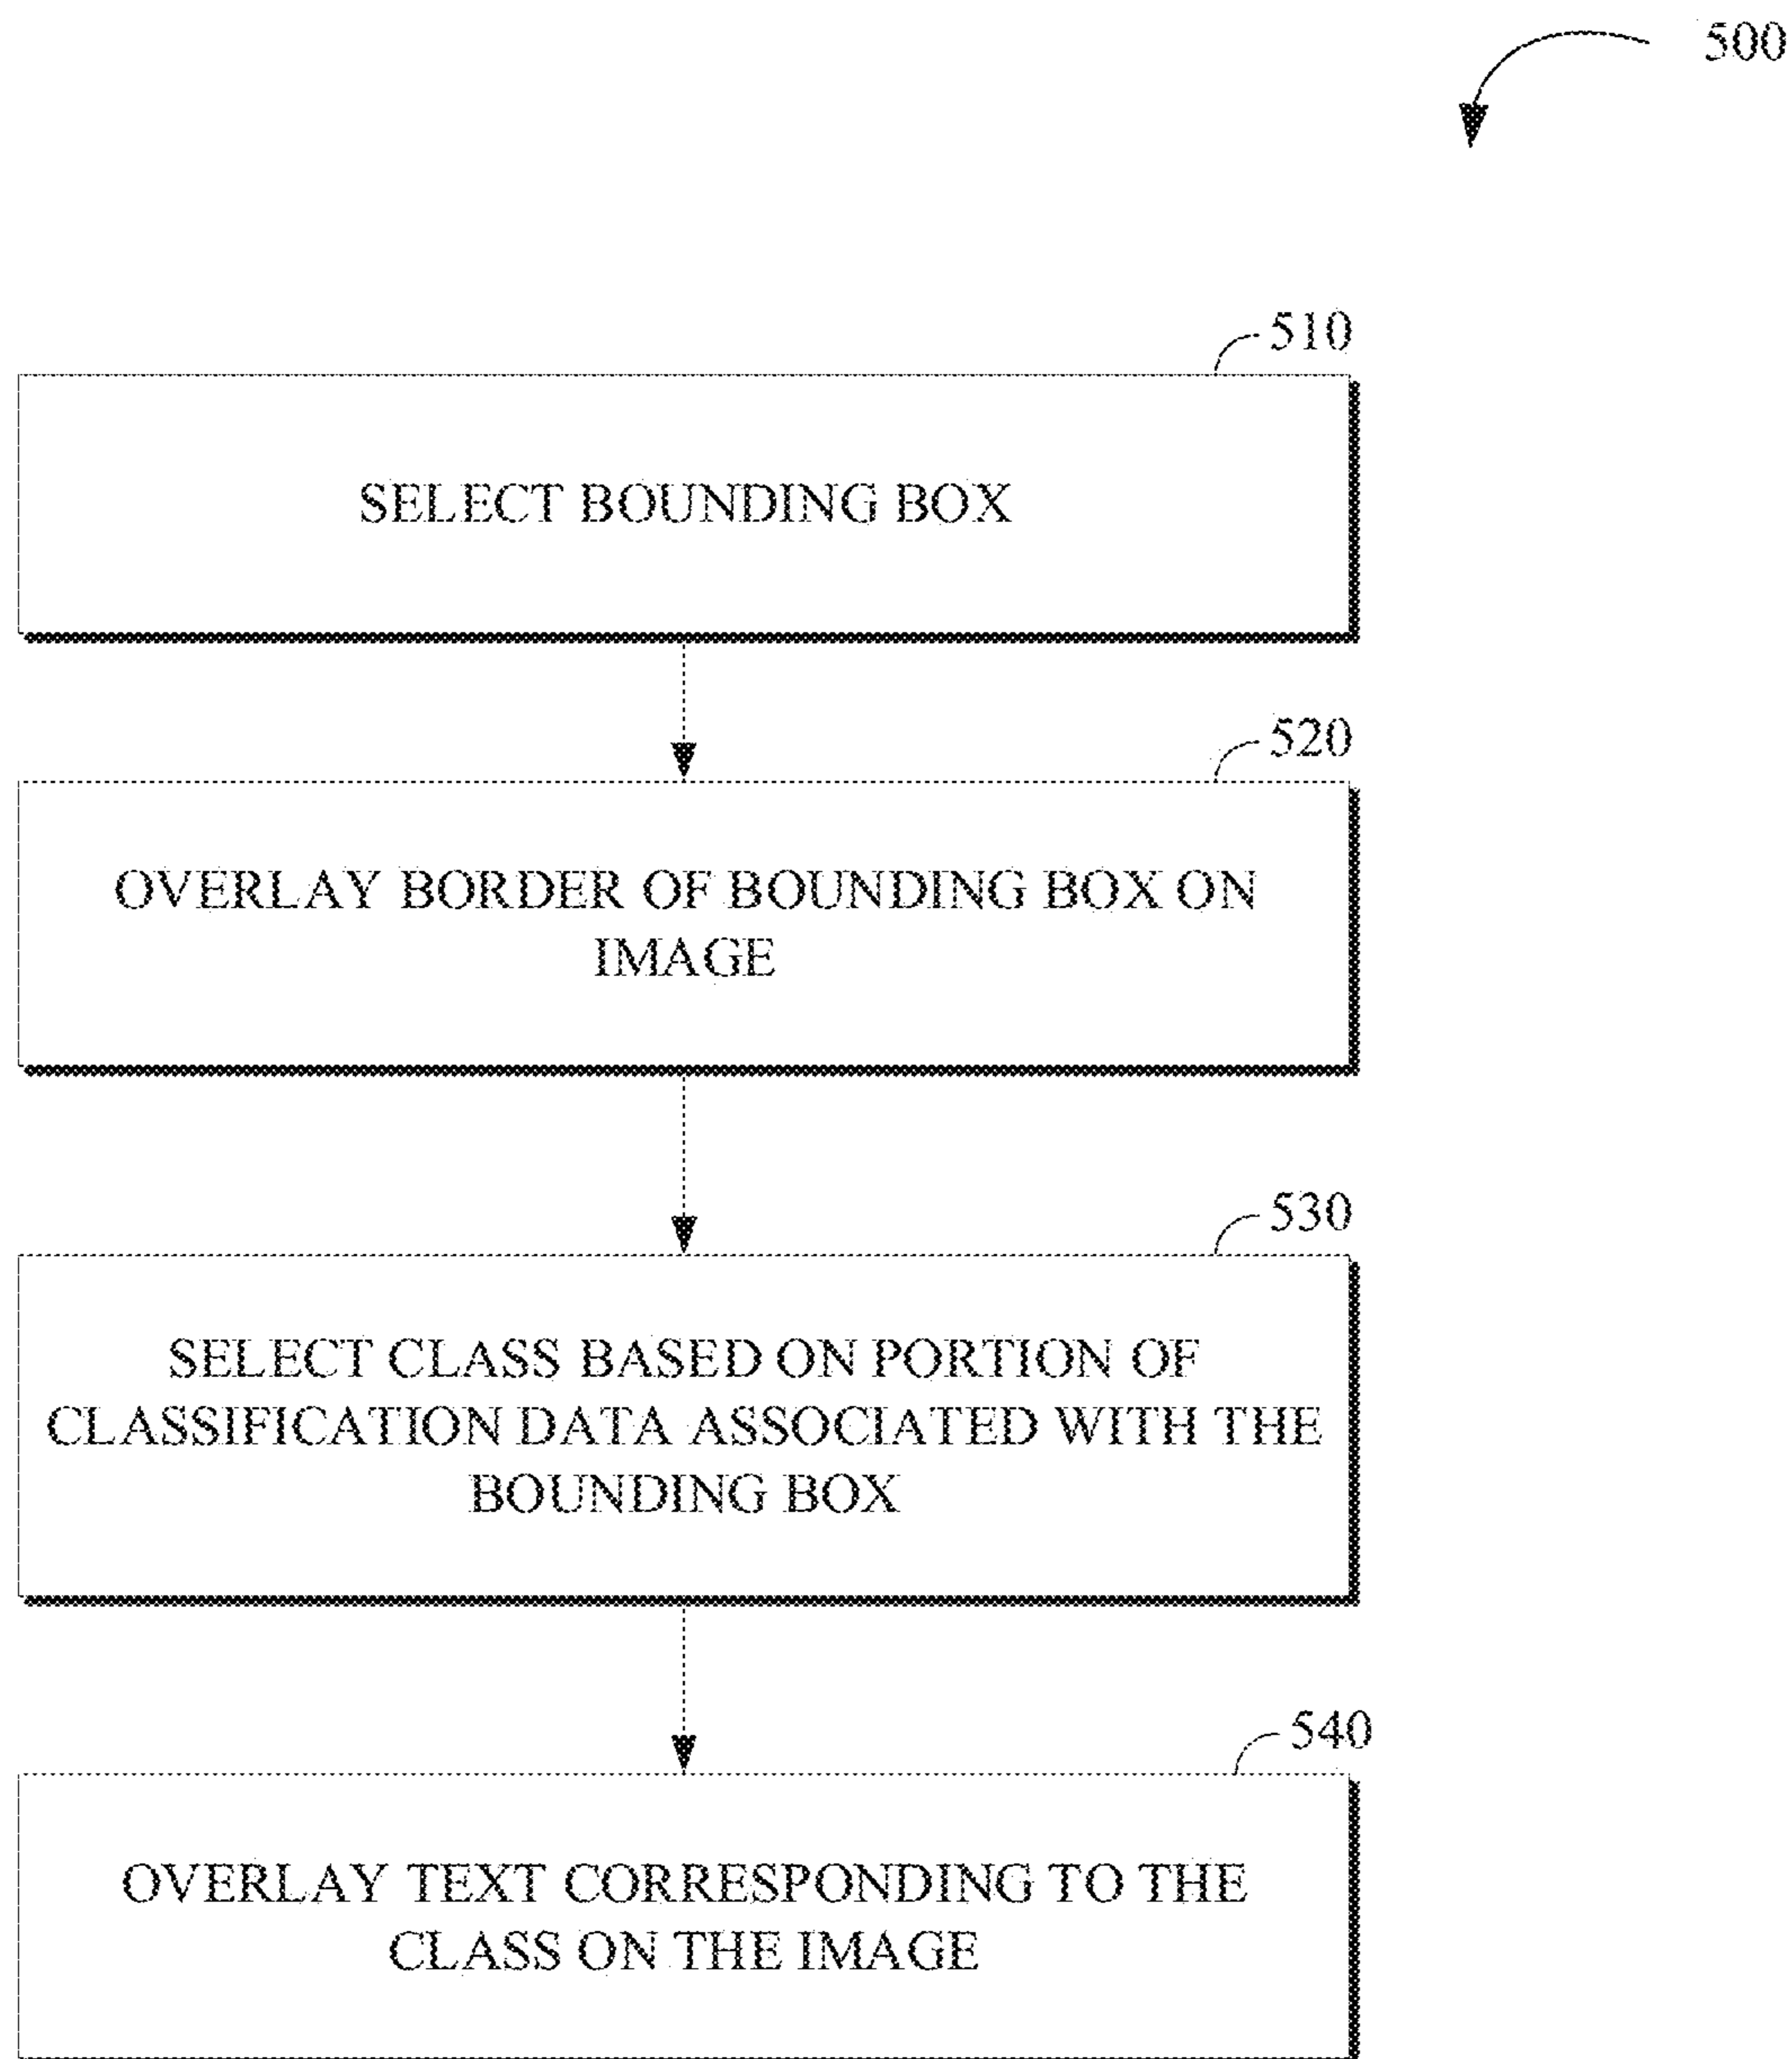 500
510
SELECT BOUNDING BOX
520
OVERLAY BORDER OF BOUNDING BOX ON
IMAGE
530
SELECT CLASS BASED ON PORTION OF
CLASSIFICATION DATA ASSOCIATED WITH THE
BOUNDING BOX
540
OVERLAY TEXT CORRESPONDING TO THE
CLASS ON THE IMAGE